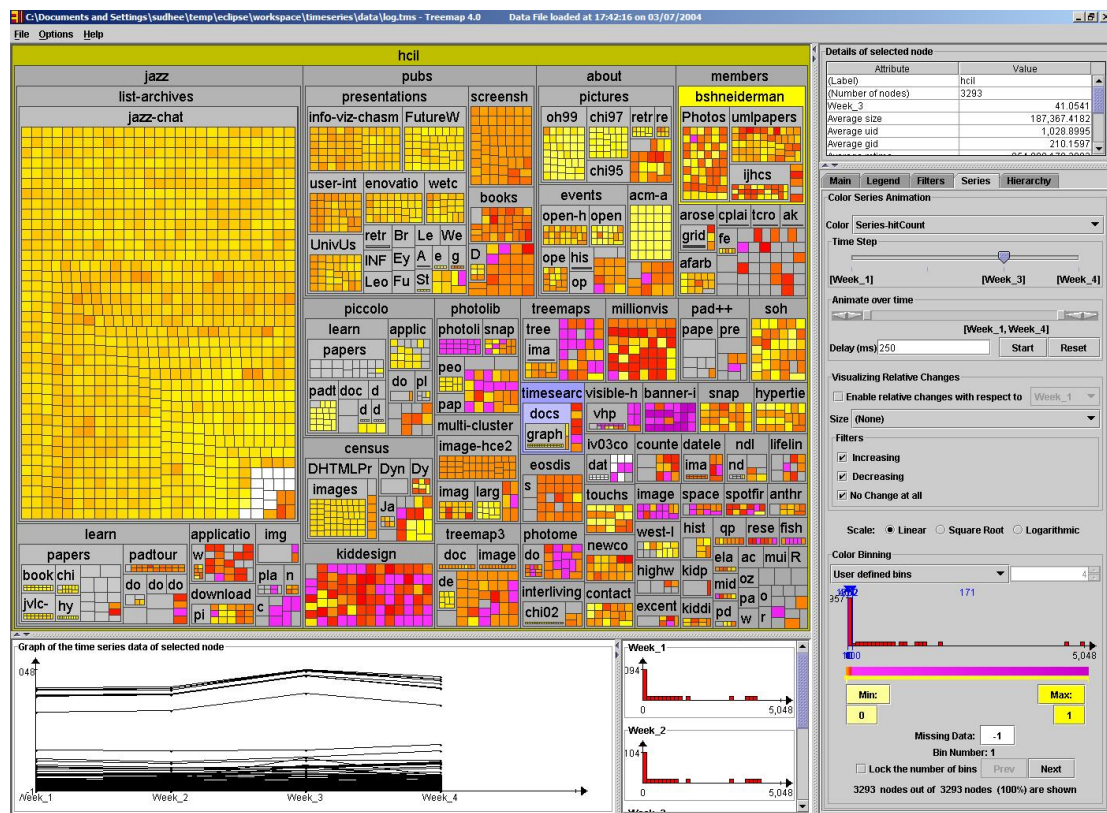 C:\Documents and Settings\sudhee\temp\eclipse\workspace\timeseries\data\log.tms - Treemap 4.0 Data File loaded at 17:42:16 on 03/07/2004
File Options Help
hcil
jazz pubs about members
list-archives presentations screensh pictures bshneiderman
jazz-chat info-viz-chasm FutureW oh99 chi97 retr re Photos umlpapers
chi95 ijhcs
user-int enovatio wetc books events acm-a
open-h open arose cplai tcro ak
UnivUs retr Br Le We grid fe
INF Ey A e g D ope his afarb
Leo Fu St op
piccolo photolib treemaps millionvis pad++ soh
learn applic photoli snap tree pape pre
papers ima
do pl peo
padt doc d timesearc visible-h banner-i snap hypertie
d d pap docs vhp
multi-cluster graph
census image-hce2 iv03co counte datele ndl lifelin
DHTMLPr Dyn Dy eosdis dat ima nd
images imag larg s touchs image space spotfir anthr
Ja
learn applicatio img kiddesign treemap3 photome west-l hist qp rese fish
papers padtour w doc image do newco ela ac mui R
book chi pla n de highw kidp mid oz
do do do download interliving contact pa o
jvlc- hy pi c chi02 excent kiddi pd w r
Details of selected node
Attribute Value
(Label) hcil
(Number of nodes) 3293
Week_3 41.0541
Average size 187,367.4182
Average uid 1,028.8995
Average gid 210.1597
Main Legend Filters Series Hierarchy
Color Series Animation
Color Series-hitCount
Time Step
[Week_1] [Week_3] [Week_4]
Animate over time
[Week_1, Week_4]
Delay (ms) 250 Start Reset
Visualizing Relative Changes
Enable relative changes with respect to Week_1
Size (None)
Filters
Increasing
Decreasing
No Change at all
Scale: Linear Square Root Logarithmic
Color Binning
User defined bins 4
171
957
5,048
Min: Max:
0 1
Missing Data: -1
Bin Number: 1
Lock the number of bins Prev Next
3293 nodes out of 3293 nodes (100%) are shown
Graph of the time series data of selected node
048
-1
Week_1 Week_2 Week_3 Week_4
Week_1
094
0 5,048
Week_2
104
0 5,048